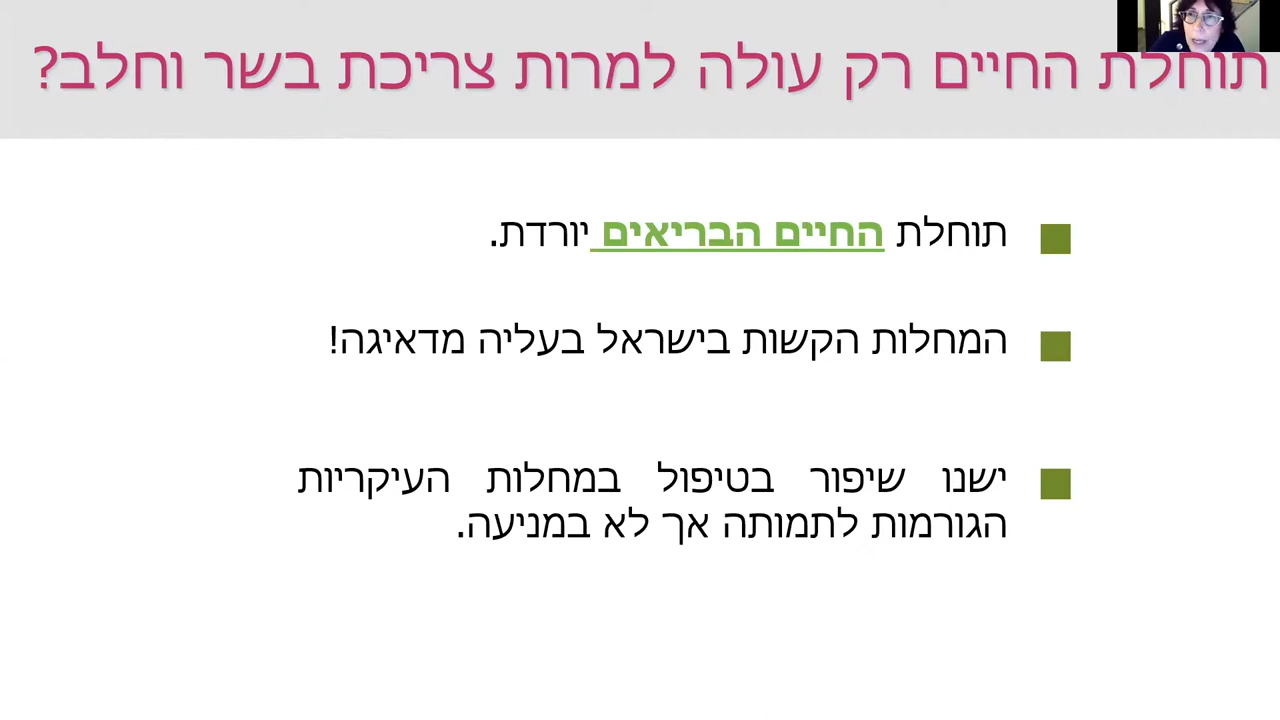 תוחלת החיים רק עולה למרות צריכת בשר וחלב?
תוחלת החיים הבריאים יורדת.
המחלות הקשות בישראל בעליה מדאיגה!
ישנו שיפור בטיפול במחלות העיקריות
הגורמות לתמותה אך לא במניעה.